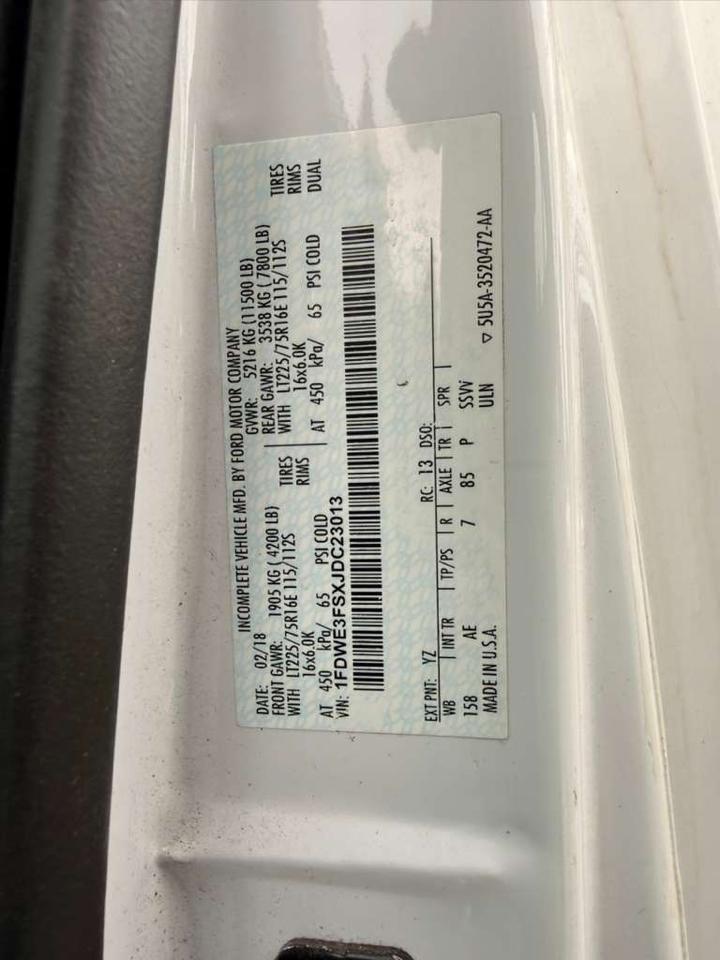 INCOMPLETE VEHICLE MFD. BY FORD MOTOR COMPANY
DATE: 02/18 GVWR: 5216 KG (11500 LB)
FRONT GAWR: 1905 KG ( 4200 LB) REAR GAWR: 3538 KG ( 7800 LB)
WITH LT225/75R16E 115/112S TIRES WITH LT225/75R16E 115/112S TIRES
16x6.0K RIMS 16x6.0K RIMS
AT 450 kPa/ 65 PSI COLD AT 450 kPa/ 65 PSI COLD DUAL
VIN: 1FDWE3FSXJDC23013
EXT PNT: YZ RC: 13 DSO:
WB INT TR TP/PS R AXLE TR SPR
158 AE 7 85 P SSW
MADE IN U.S.A. ULN
▽ 5U5A-3520472-AA